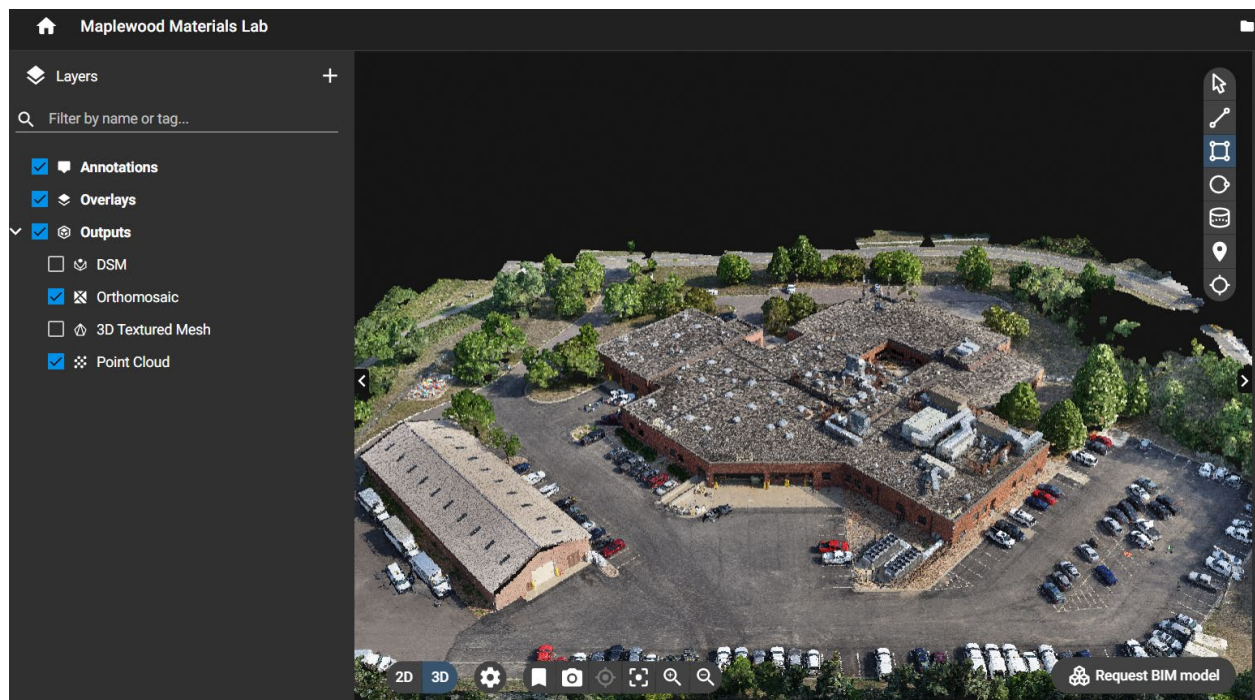 Maplewood Materials Lab
Layers
Filter by name or tag...
Annotations
Overlays
Outputs
DSM
Orthomosaic
3D Textured Mesh
Point Cloud
2D 3D
Request BIM model